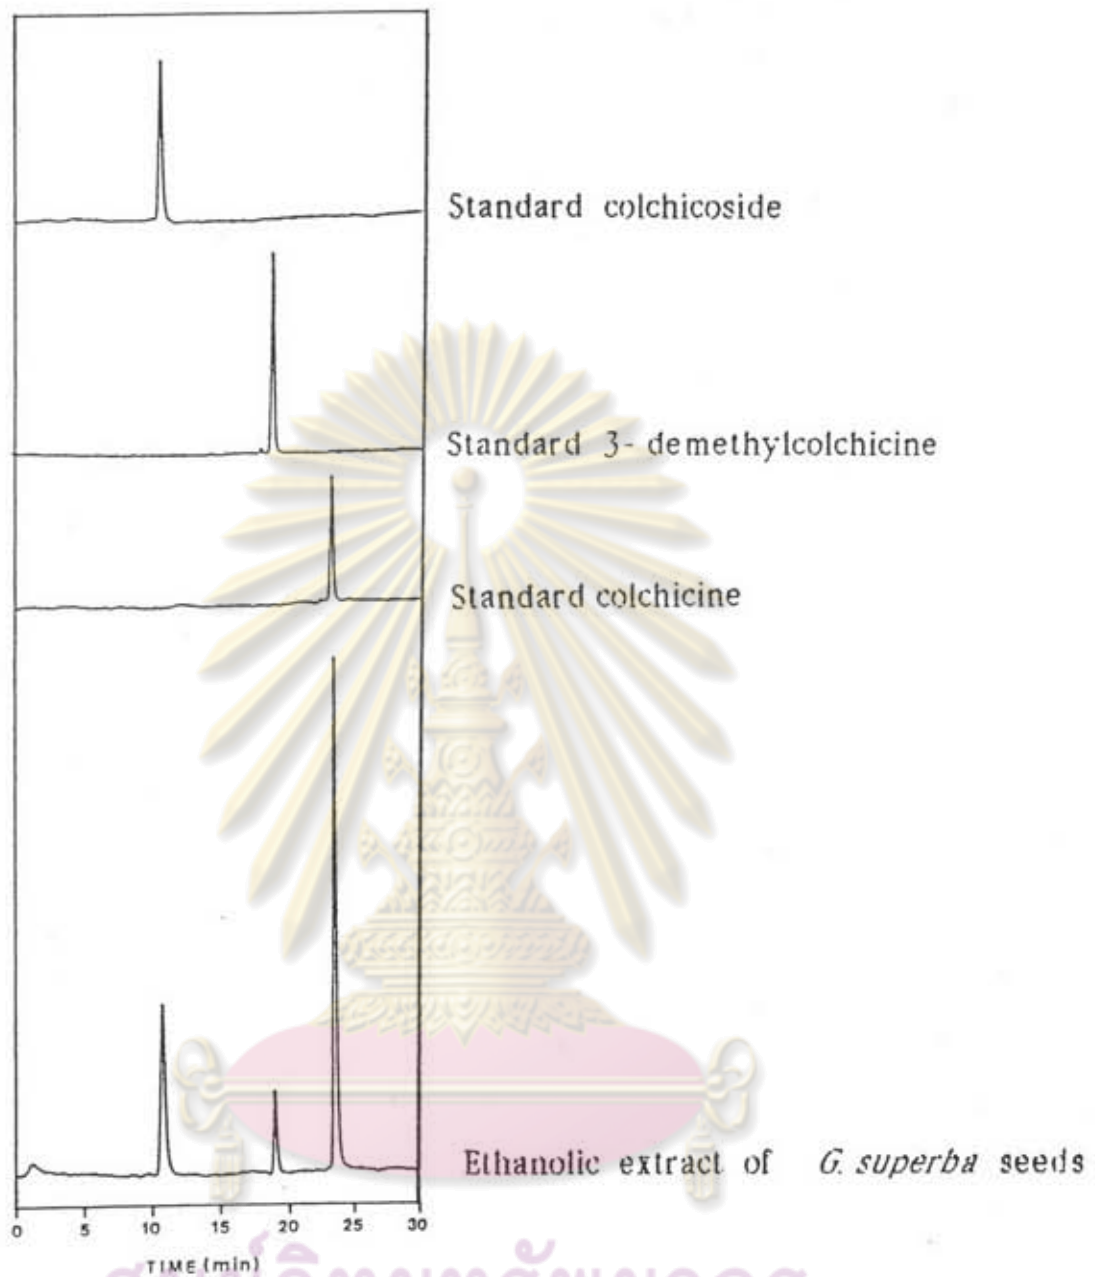 Standard colchicoside
Standard 3-demethylcolchicine
Standard colchicine
Ethanolic extract of G. superba seeds
0 5 10 15 20 25 30
TIME (min)